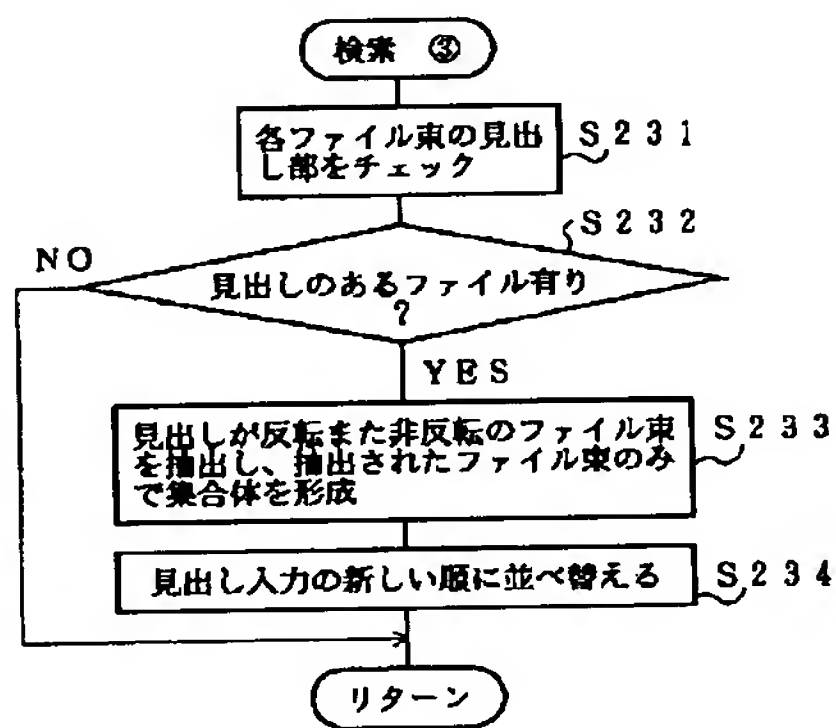 検索 ③
各ファイル束の見出
し部をチェック
S231
S232
NO
見出しのあるファイル有り
?
YES
見出しが反転また非反転のファイル束
を抽出し、抽出されたファイル束のみ
で集合体を形成
S233
見出し入力の新しい順に並べ替える
S234
リターン